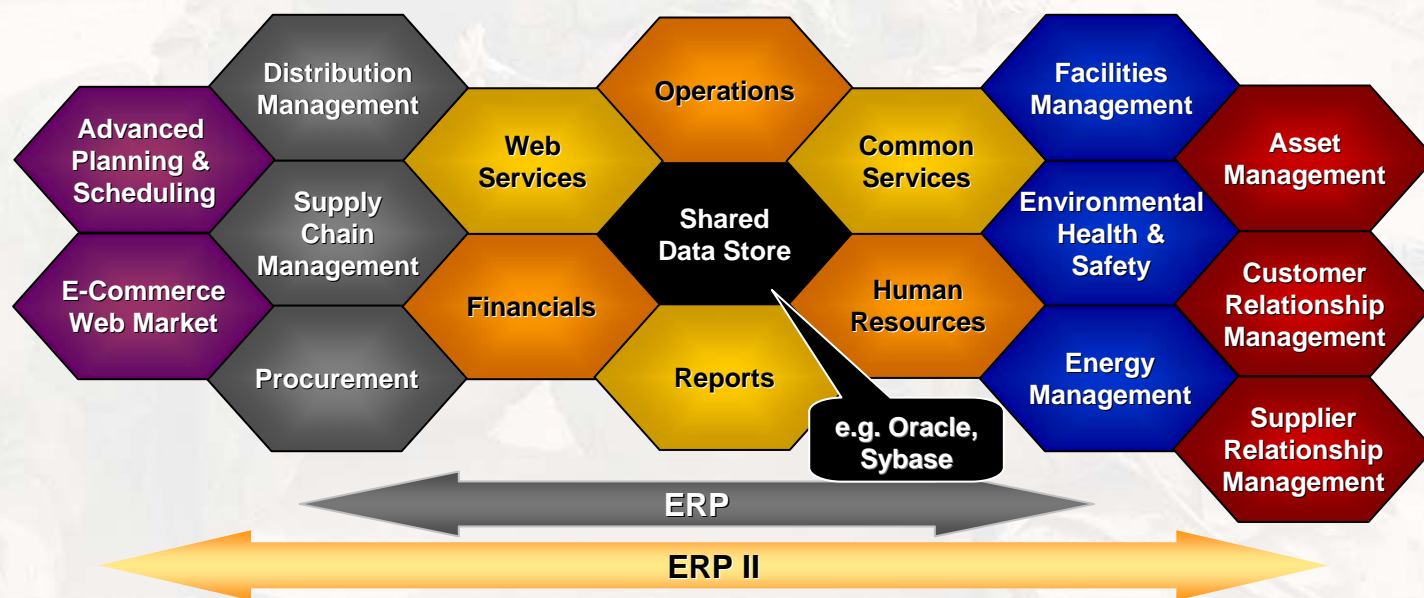 Advanced
Planning &
Scheduling
E-Commerce
Web Market
Distribution
Management
Supply
Chain
Management
Procurement
Web
Services
Financials
Operations
Shared
Data Store
Reports
Common
Services
Human
Resources
e.g. Oracle,
Sybase
Facilities
Management
Environmental
Health &
Safety
Energy
Management
Asset
Management
Customer
Relationship
Management
Supplier
Relationship
Management
ERP
ERP II